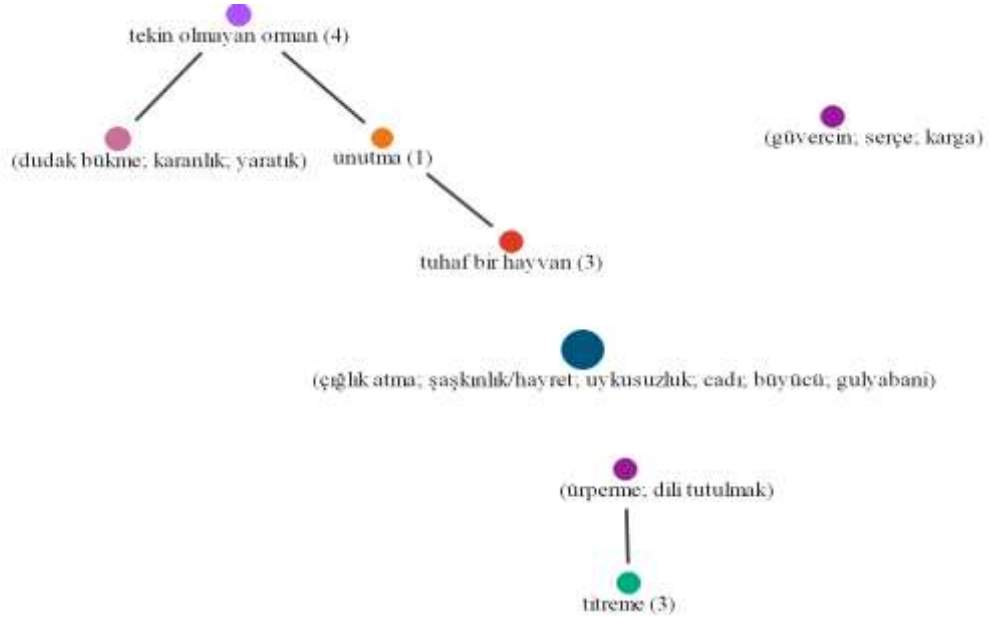 tekin olmayan orman (4)
(güvercin; serçe; karga)
(dudak bükme; karanlık; yaratık)
unutma (1)
tuhaf bir hayvan (3)
(çığlık atma; şaşkınlık/hayret; uykusuzluk; cadı; büyücü; gulyabani)
(ürperme; dili tutulmak)
titreme (3)